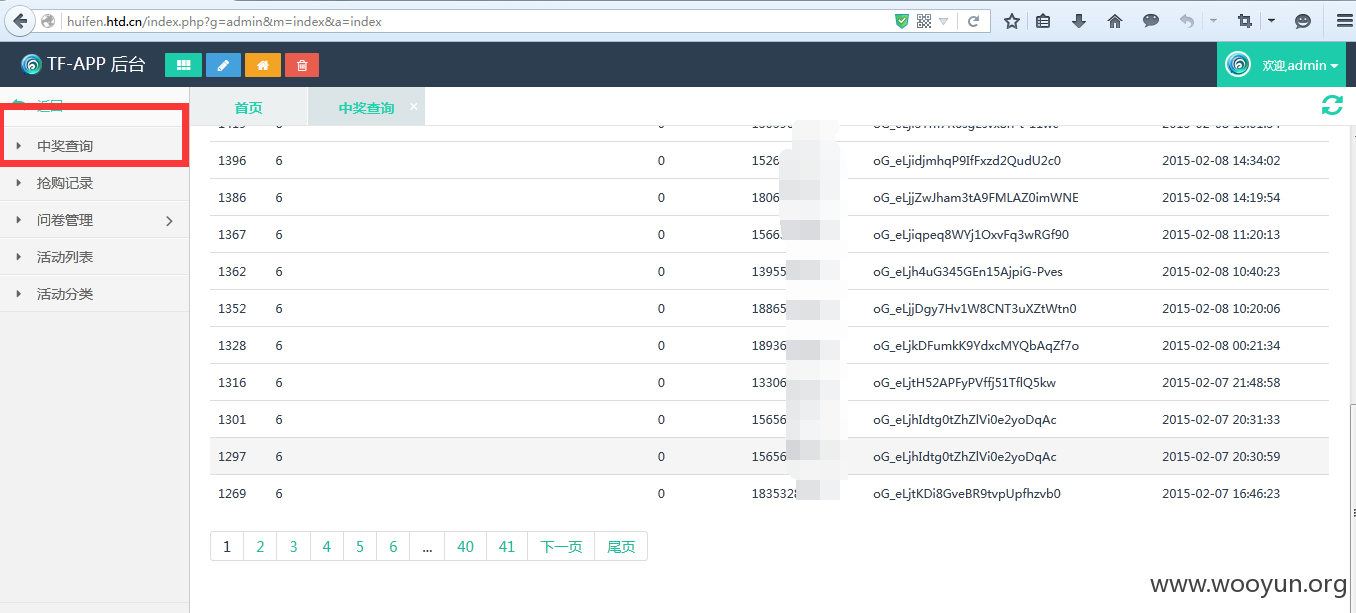 huifen.htd.cn/index.php?g=admin&m=index&a=index
TF-APP 后台
欢迎,admin
首页 中奖查询 ×
中奖查询
抢购记录
问卷管理
活动列表
活动分类
1396 6 0 1526 oG_eLjidjmhqP9IfFxzd2QudU2c0 2015-02-08 14:34:02
1386 6 0 1806 oG_eLjjZwJham3tA9FMLAZ0imWNE 2015-02-08 14:19:54
1367 6 0 1566 oG_eLjiqpeq8WYj1OxvFq3wRGf90 2015-02-08 11:20:13
1362 6 0 13955 oG_eLjh4uG345GEn15AjpiG-Pves 2015-02-08 10:40:23
1352 6 0 18865 oG_eLjjDgy7Hv1W8CNT3uXZtWtn0 2015-02-08 10:20:06
1328 6 0 18936 oG_eLjkDFumkK9YdxcMYQbAqZf7o 2015-02-08 00:21:34
1316 6 0 13306 oG_eLjtH52APFyPVffj51TflQ5kw 2015-02-07 21:48:58
1301 6 0 15656 oG_eLjhIdtg0tZhZlVi0e2yoDqAc 2015-02-07 20:31:33
1297 6 0 15656 oG_eLjhIdtg0tZhZlVi0e2yoDqAc 2015-02-07 20:30:59
1269 6 0 183532 oG_eLjtKDi8GveBR9tvpUpfhzvb0 2015-02-07 16:46:23
1 2 3 4 5 6 ... 40 41 下一页 尾页
www.wooyun.org